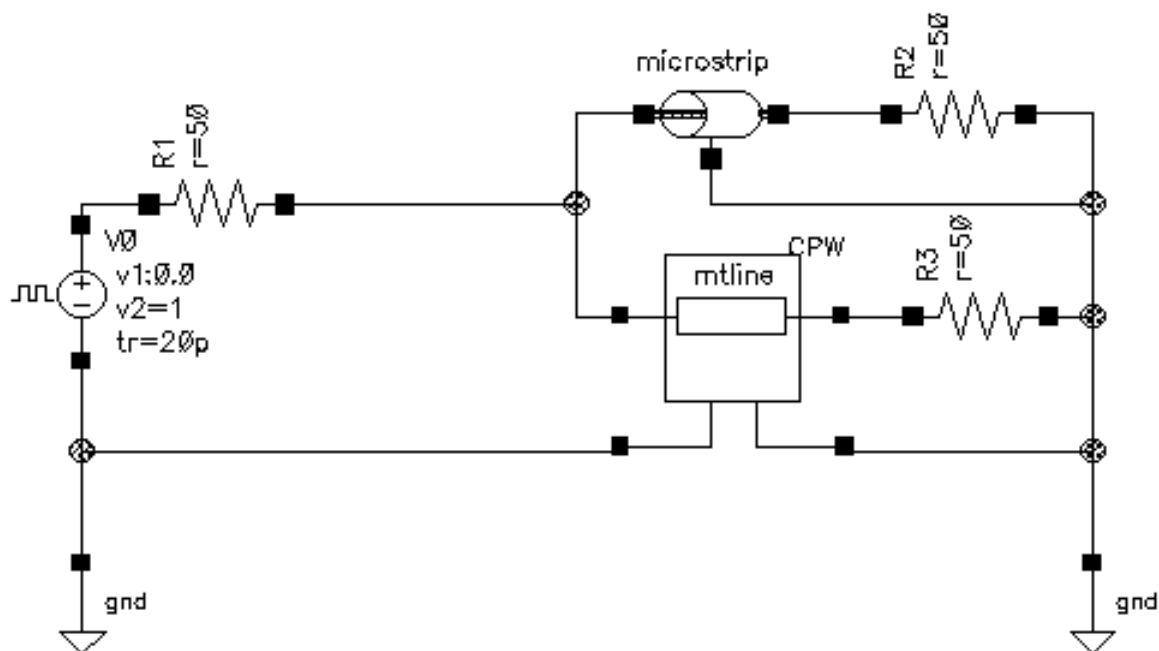 microstrip
R2
r=50
R1
r=50
V0
v1:0.0
v2=1
tr=20p
CPW
mtline
R3
r=50
gnd
gnd